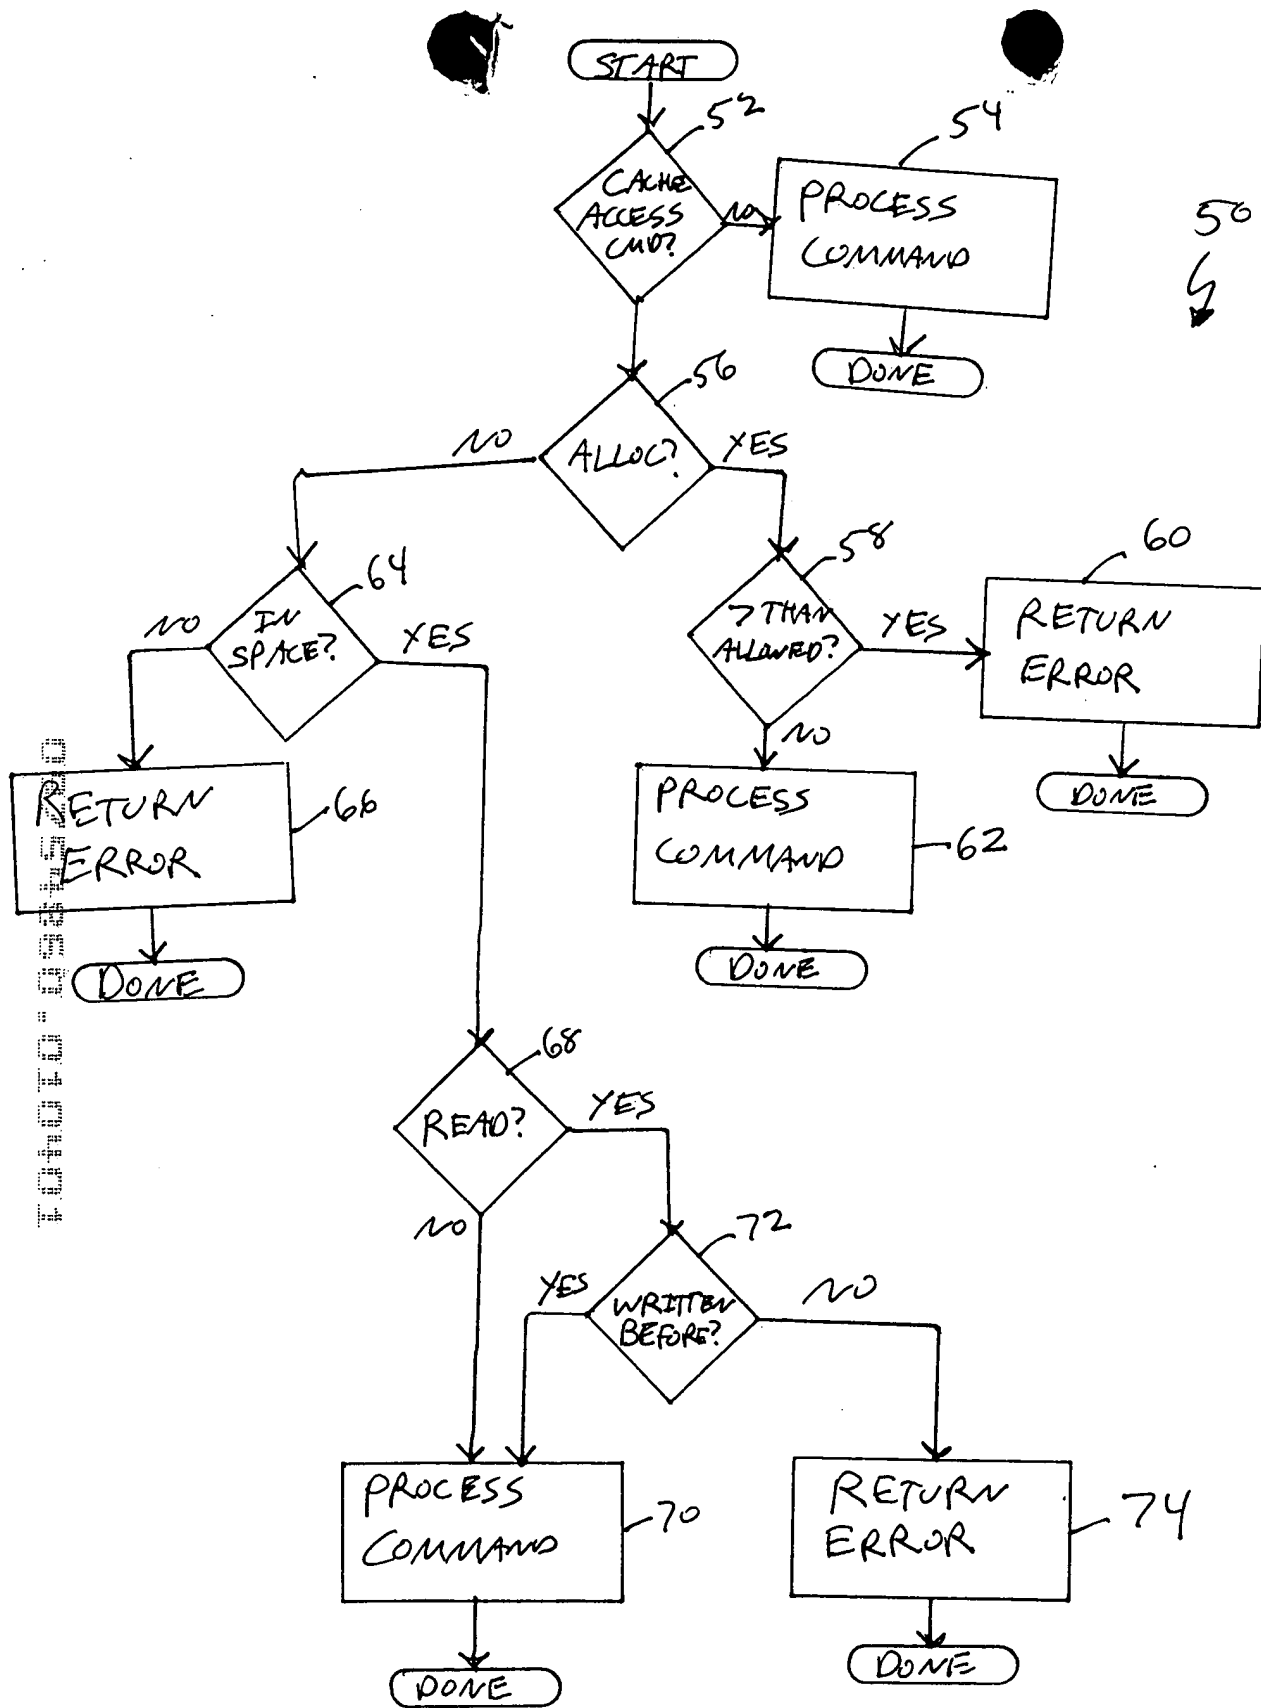 START
52
CACHE
ACCESS
CMD?
NO
54
PROCESS
COMMAND
50
DONE
56
ALLOC?
NO
YES
64
IN
SPACE?
NO
YES
58
> THAN
ALLOWED?
YES
60
RETURN
ERROR
DONE
NO
RETURN
ERROR
66
DONE
PROCESS
COMMAND
62
DONE
68
READ?
YES
NO
72
WRITTEN
BEFORE?
YES
NO
PROCESS
COMMAND
70
DONE
RETURN
ERROR
74
DONE